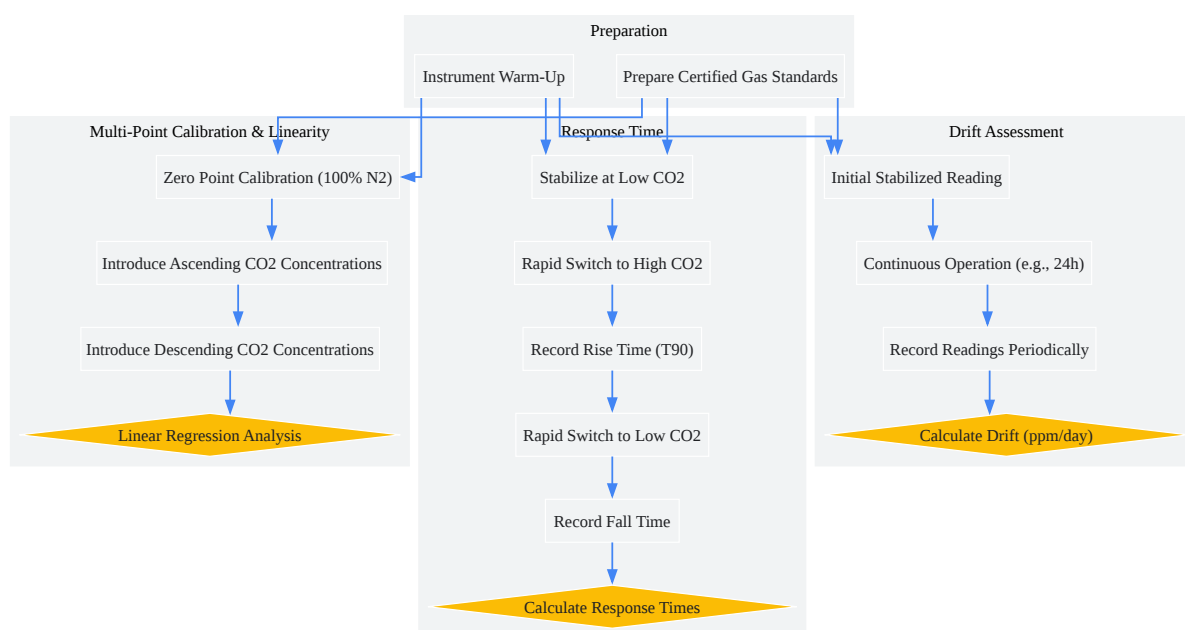 Preparation
Instrument Warm-Up
Prepare Certified Gas Standards
Multi-Point Calibration & Linearity
Zero Point Calibration (100% N2)
Introduce Ascending CO2 Concentrations
Introduce Descending CO2 Concentrations
Linear Regression Analysis
Response Time
Stabilize at Low CO2
Rapid Switch to High CO2
Record Rise Time (T90)
Rapid Switch to Low CO2
Record Fall Time
Calculate Response Times
Drift Assessment
Initial Stabilized Reading
Continuous Operation (e.g., 24h)
Record Readings Periodically
Calculate Drift (ppm/day)